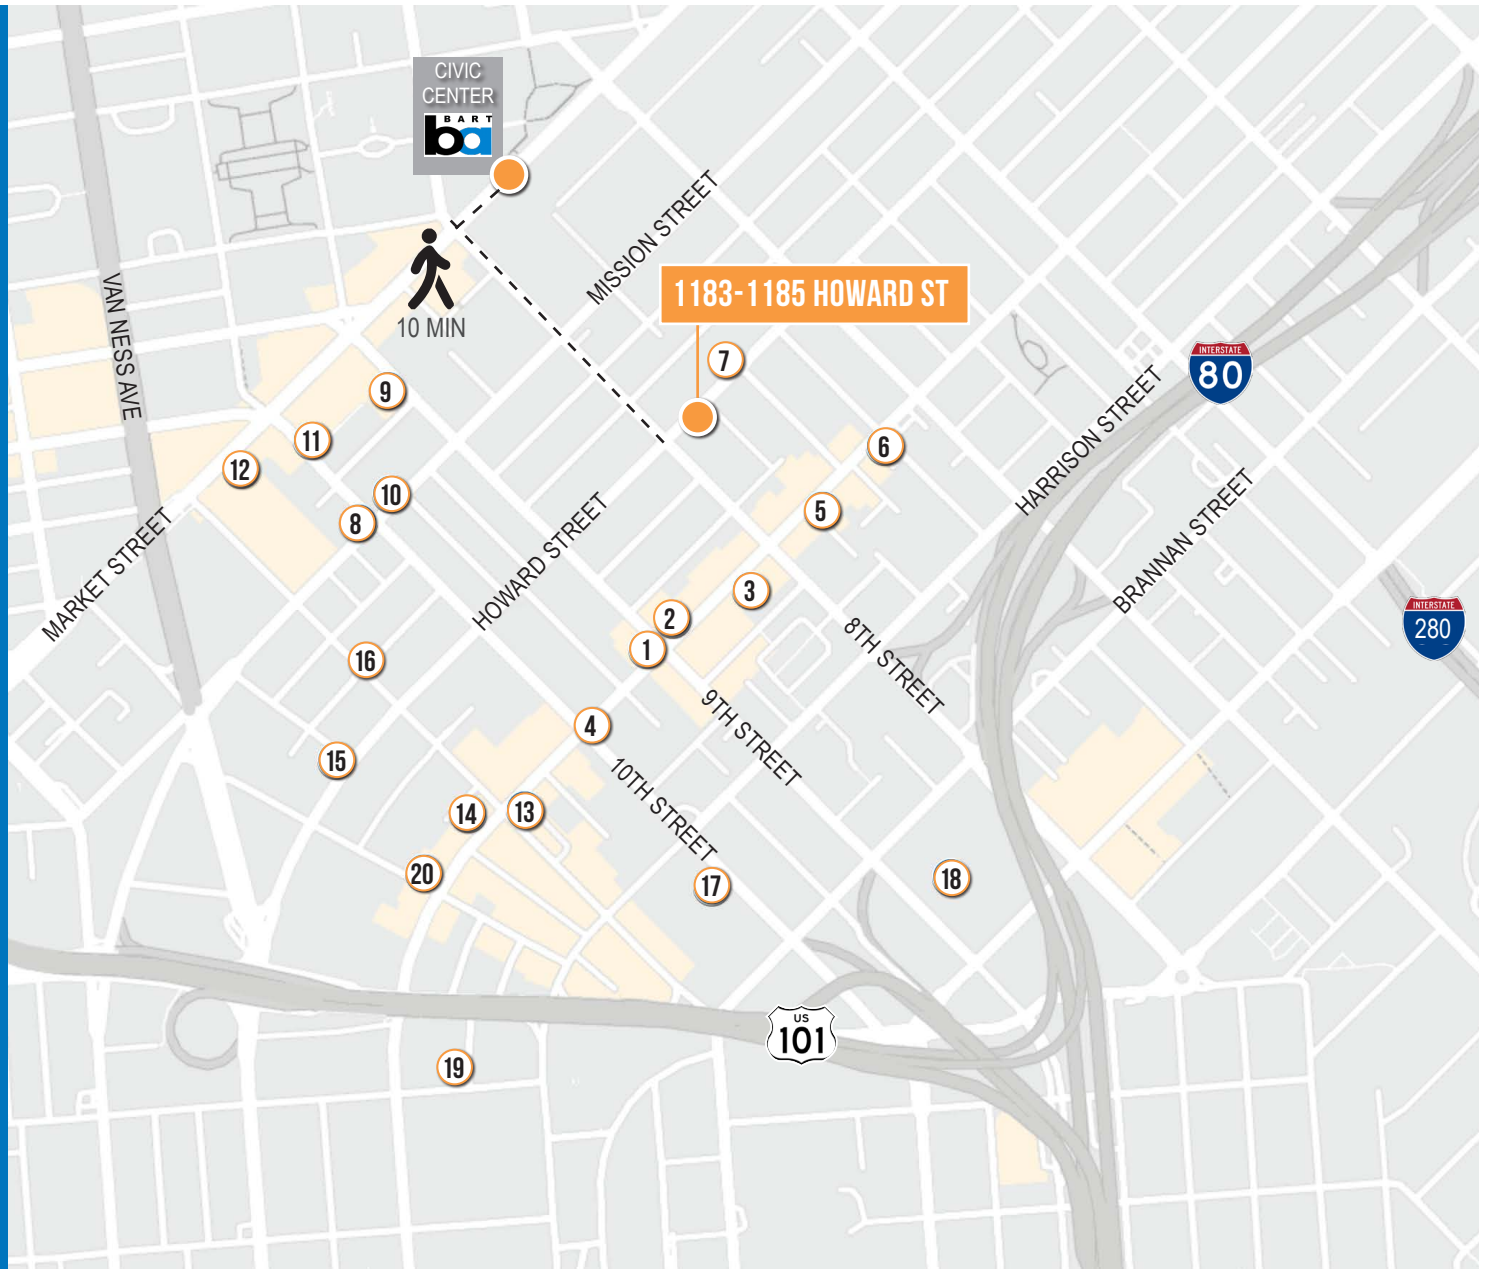 CIVIC
CENTER
BART
ba
MISSION STREET
1183-1185 HOWARD ST
10 MIN
VAN NESS AVE
7
INTERSTATE
80
9
11
6
12
10
HARRISON STREET
8
5
BRANNAN STREET
MARKET STREET
HOWARD STREET
3
2
INTERSTATE
280
1
8TH STREET
16
9TH STREET
4
15
10TH STREET
14
13
20
17
18
US
101
19